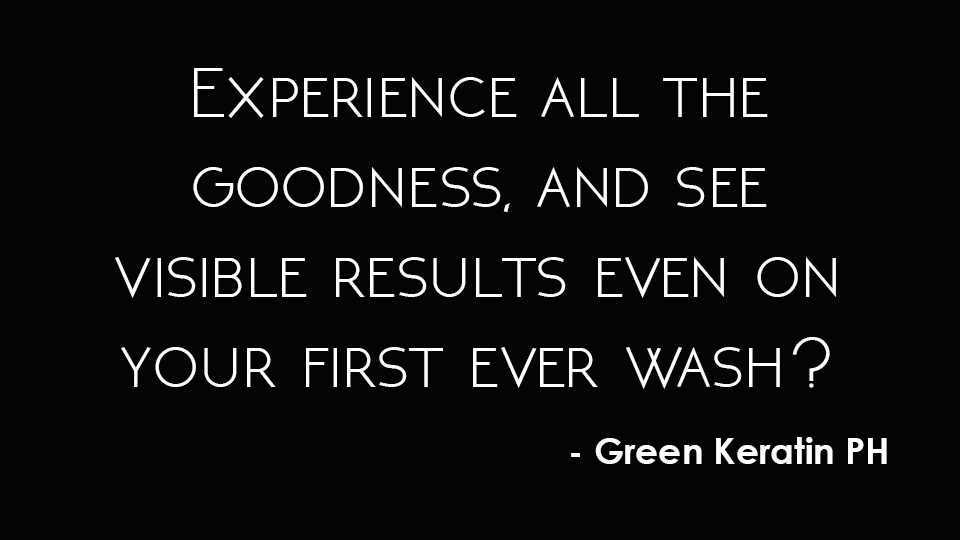 Experience all the
goodness, and see
visible results even on
your first ever wash?
- Green Keratin PH